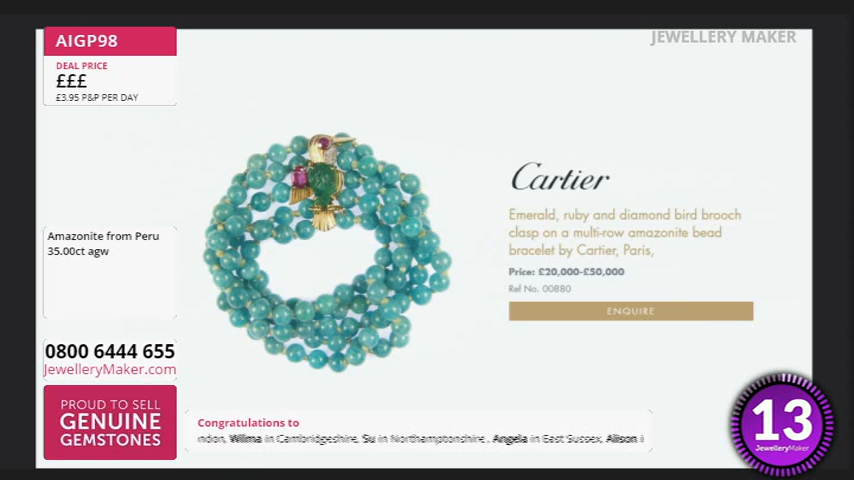 AIGP98
DEAL PRICE
£££
£3.95 P&P PER DAY
JEWELLERY MAKER
Cartier
Emerald, ruby and diamond bird brooch
clasp on a multi-row amazonite bead
bracelet by Cartier, Paris,
Price: £20,000-£50,000
Ref No. 00880
ENQUIRE
Amazonite from Peru
35.00ct agw
0800 6444 655
JewelleryMaker.com
PROUD TO SELL
GENUINE
GEMSTONES
Congratulations to
ndon, Wilma in Cambridgeshire, Su in Northamptonshire, Angela in East Sussex, Alison i
13
JewelleryMaker